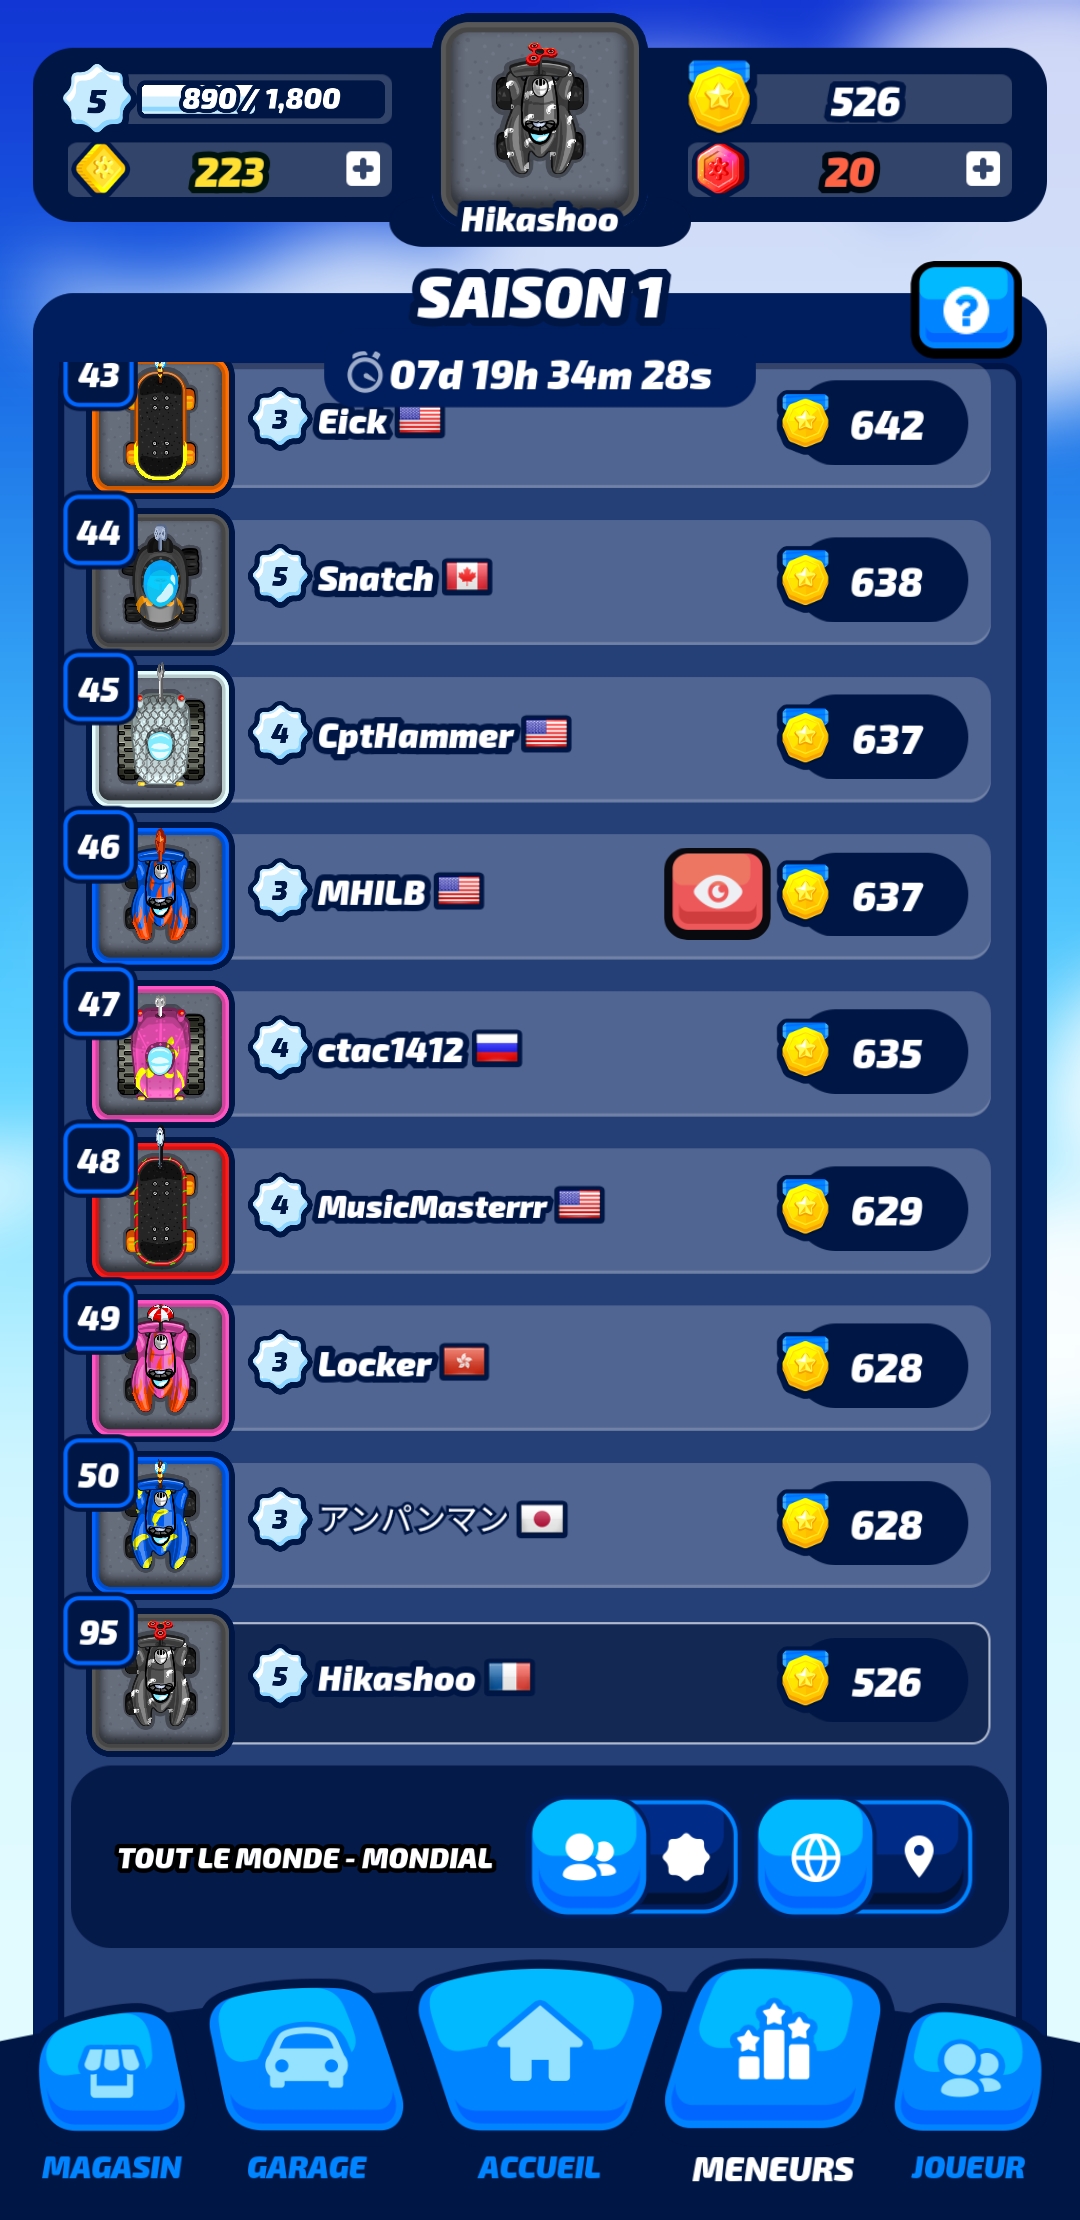 5 890 / 1,800 526
223 20
Hikashoo
SAISON 1
07d 19h 34m 28s
43 3 Eick 642
44 5 Snatch 638
45 4 CptHammer 637
46 3 MHILB 637
47 4 ctac1412 635
48 4 MusicMasterrr 629
49 3 Locker 628
50 3 アンパンマン 628
95 5 Hikashoo 526
TOUT LE MONDE - MONDIAL
MAGASIN GARAGE ACCUEIL MENEURS JOUEUR